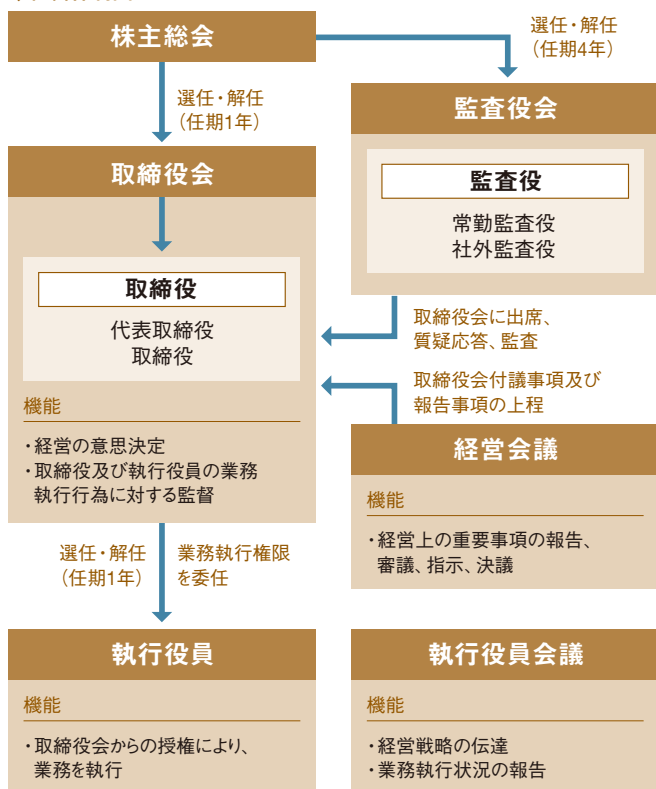 株主総会
選任・解任
（任期4年）
選任・解任
（任期1年）
監査役会
監査役
常勤監査役
社外監査役
取締役会
取締役
代表取締役
取締役
機能
・経営の意思決定
・取締役及び執行役員の業務
執行行為に対する監督
取締役会に出席、
質疑応答、監査
取締役会付議事項及び
報告事項の上程
経営会議
機能
・経営上の重要事項の報告、
審議、指示、決議
選任・解任
（任期1年）
業務執行権限
を委任
執行役員
機能
・取締役会からの授権により、
業務を執行
執行役員会議
機能
・経営戦略の伝達
・業務執行状況の報告